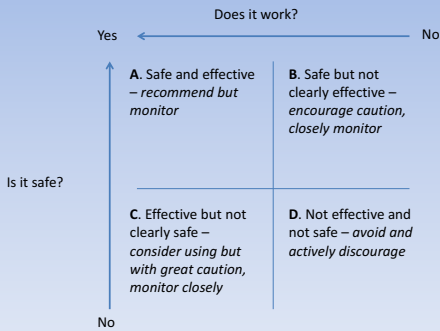 Does it work?
Yes
No
A. Safe and effective
– recommend but
monitor
B. Safe but not
clearly effective –
encourage caution,
closely monitor
Is it safe?
C. Effective but not
clearly safe –
consider using but
with great caution,
monitor closely
D. Not effective and
not safe – avoid and
actively discourage
No